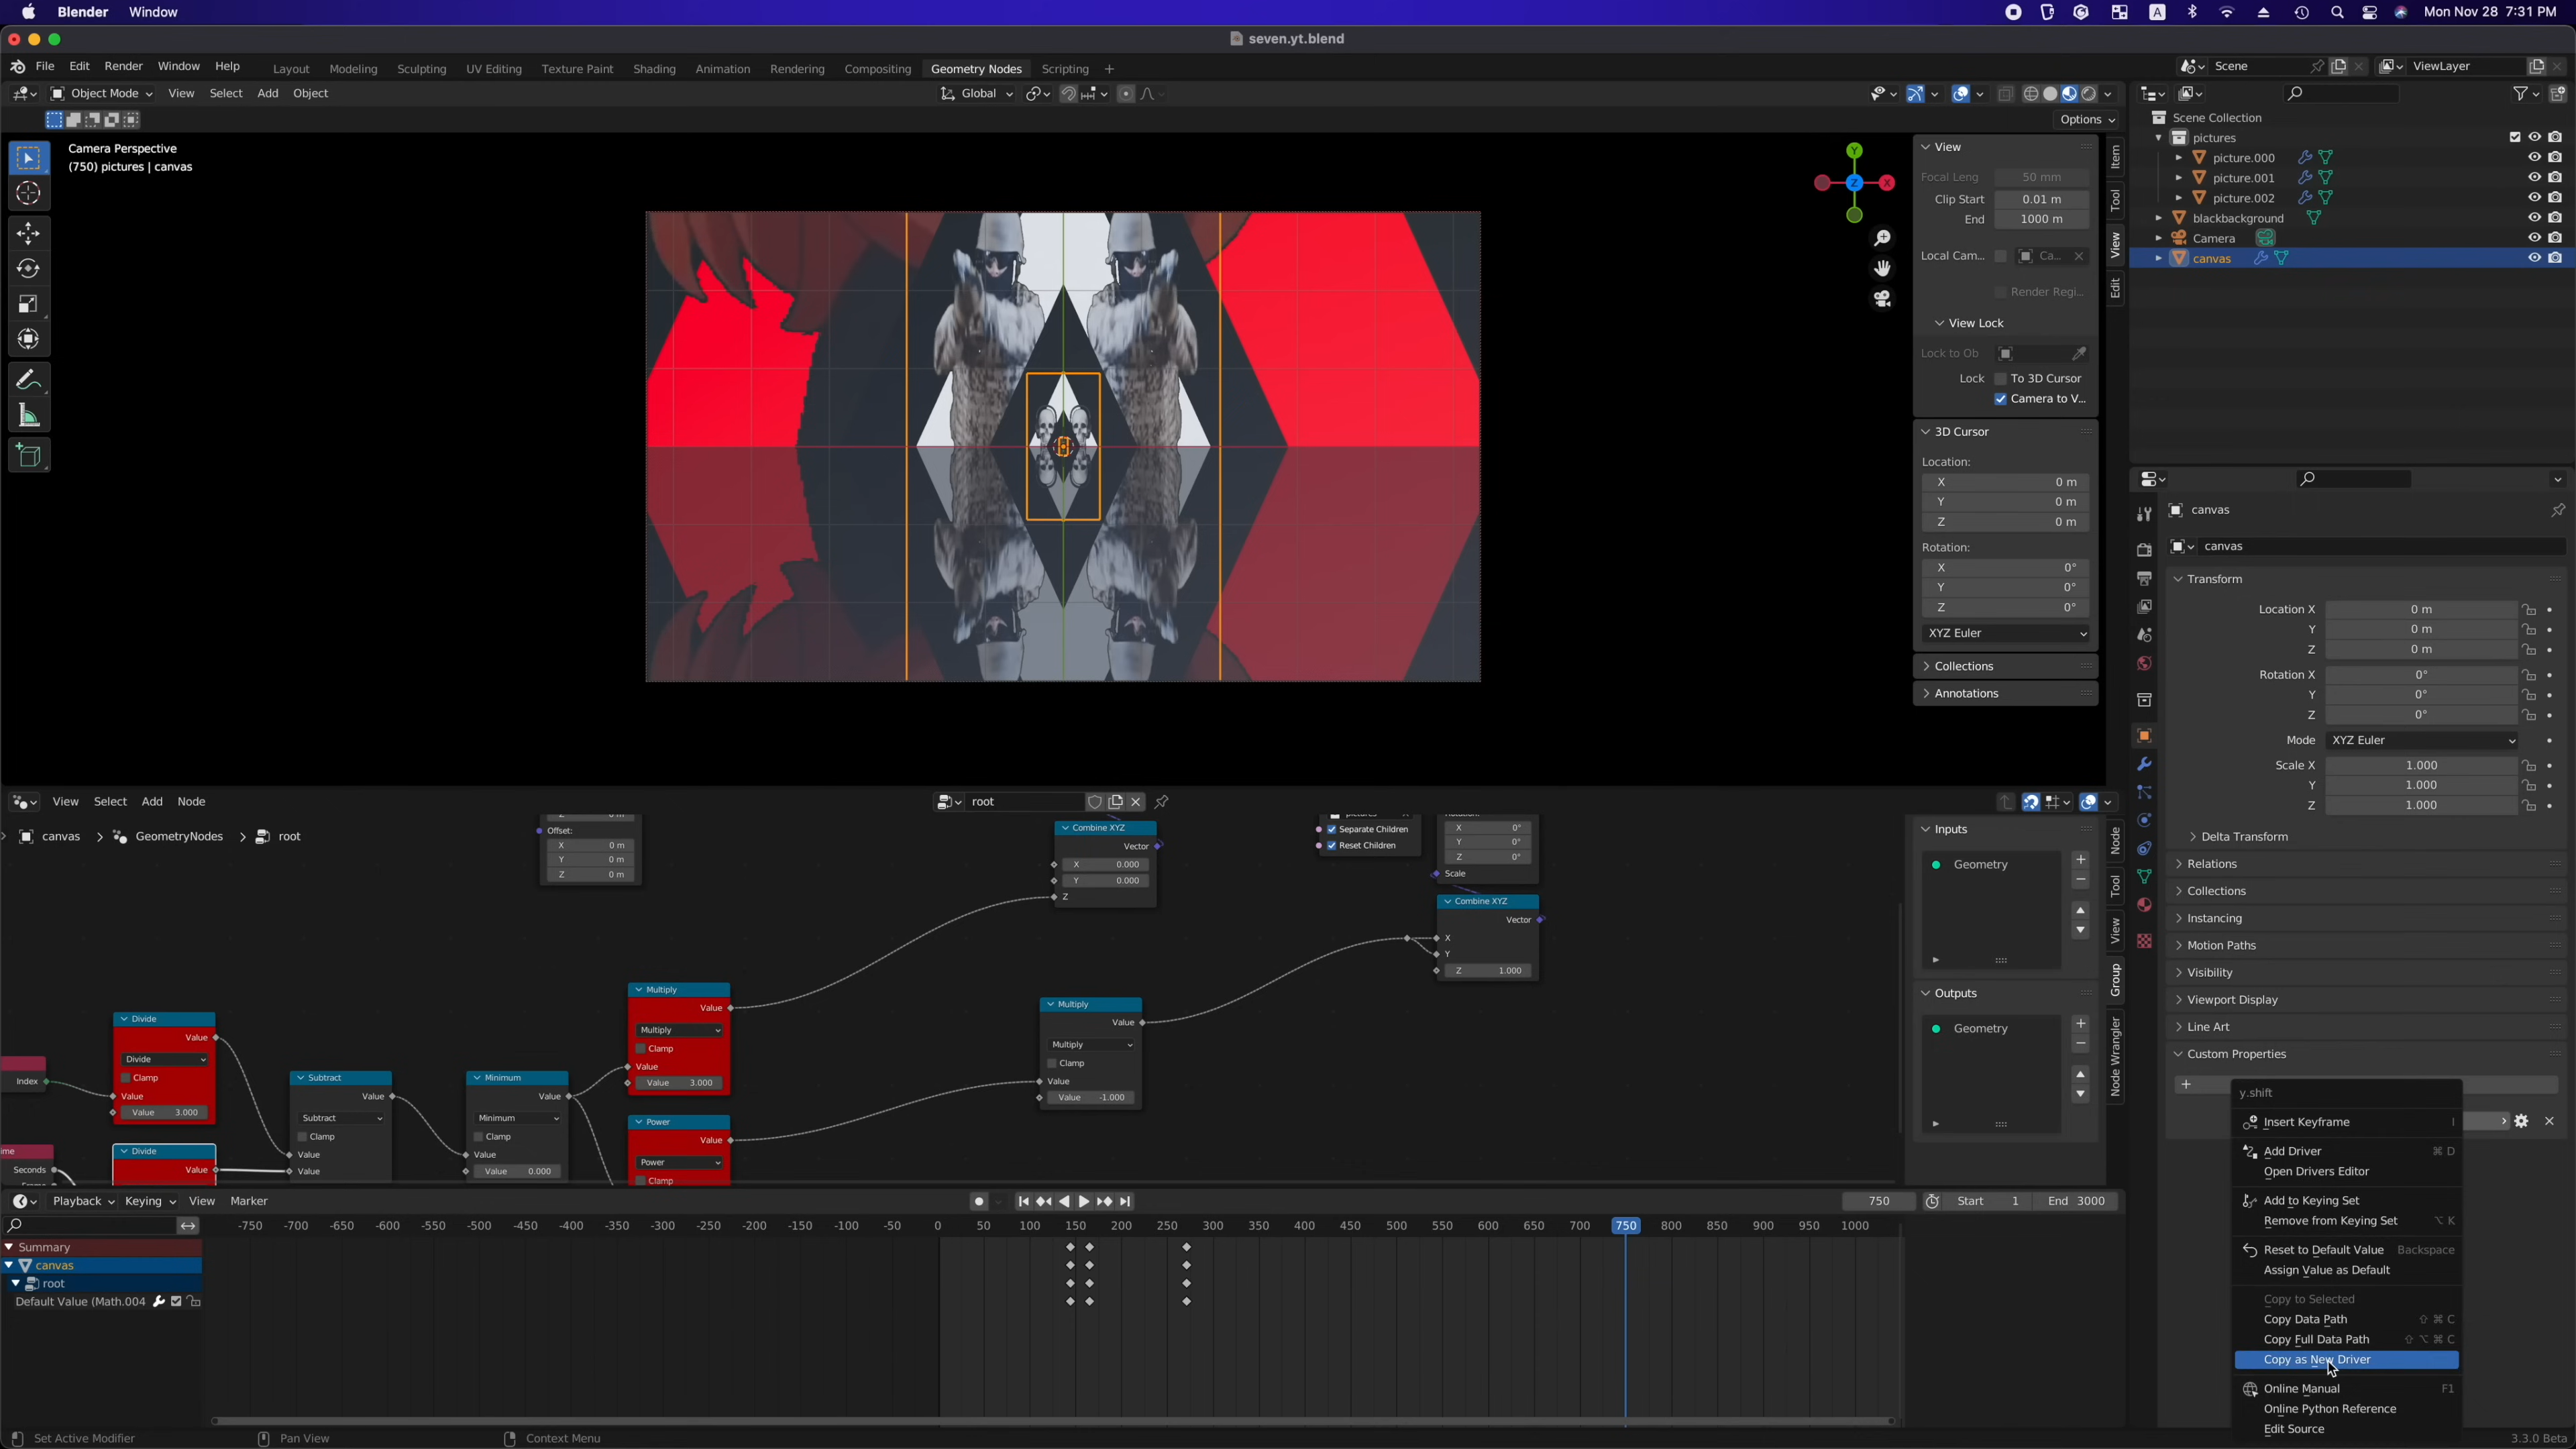 Blender Window
A
Mon Nov 28 7:31 PM
seven.yt.blend
File Edit Render Window Help
Layout Modeling Sculpting UV Editing Texture Paint Shading Animation Rendering Compositing Geometry Nodes Scripting +
Scene
ViewLayer
Object Mode View Select Add Object
Global
Options
Camera Perspective
(750) pictures | canvas
Y
Z
X
View
Focal Leng 50 mm
Clip Start 0.01 m
End 1000 m
Local Cam... Ca...
Render Regi...
View Lock
Lock to Ob
Lock To 3D Cursor
Camera to V...
3D Cursor
Location:
X 0 m
Y 0 m
Z 0 m
Rotation:
X 0°
Y 0°
Z 0°
XYZ Euler
Collections
Annotations
Item
Tool
View
Edit
Scene Collection
pictures
picture.000
picture.001
picture.002
blackbackground
Camera
canvas
canvas
canvas
Transform
Location X 0 m
Y 0 m
Z 0 m
Rotation X 0°
Y 0°
Z 0°
Mode XYZ Euler
Scale X 1.000
Y 1.000
Z 1.000
Delta Transform
Relations
Collections
Instancing
Motion Paths
Visibility
Viewport Display
Line Art
Custom Properties
y.shift
Insert Keyframe I
Add Driver ⌘ D
Open Drivers Editor
Add to Keying Set
Remove from Keying Set ⌥ K
Reset to Default Value Backspace
Assign Value as Default
Copy to Selected
Copy Data Path ⇧ ⌘ C
Copy Full Data Path ⇧ ⌥ ⌘ C
Copy as New Driver
Online Manual F1
Online Python Reference
Edit Source
View Select Add Node
root
canvas > GeometryNodes > root
Offset:
X 0 m
Y 0 m
Z 0 m
Combine XYZ
Vector
X 0.000
Y 0.000
Z
Separate Children
Reset Children
X 0°
Y 0°
Z 0°
Scale
Combine XYZ
Vector
X
Y
Z 1.000
Multiply
Value
Multiply
Clamp
Value
Value 3.000
Multiply
Value
Multiply
Clamp
Value
Value -1.000
Divide
Value
Divide
Clamp
Value
Value 3.000
Index
Subtract
Value
Subtract
Clamp
Value
Value
Minimum
Value
Minimum
Clamp
Value
Value 0.000
Power
Value
Power
Clamp
Divide
Value
Seconds
Inputs
Geometry
Outputs
Geometry
Node
Tool
View
Group
Node Wrangler
Playback Keying View Marker
750 Start 1 End 3000
-750 -700 -650 -600 -550 -500 -450 -400 -350 -300 -250 -200 -150 -100 -50 0 50 100 150 200 250 300 350 400 450 500 550 600 650 700 750 800 850 900 950 1000
Summary
canvas
root
Default Value (Math.004
Set Active Modifier Pan View Context Menu
3.3.0 Beta